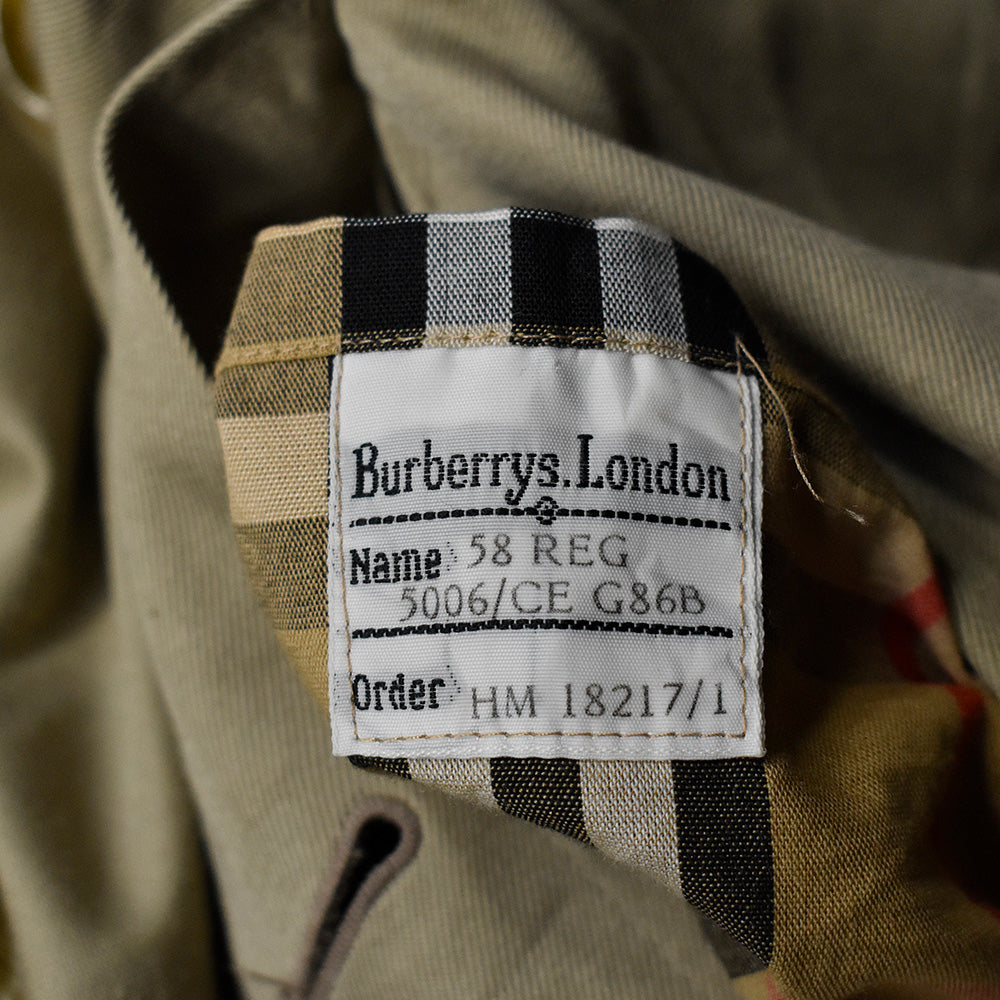 Burberrys. London
Name 58 REG
5006/CE G86B
Order HM 18217/1